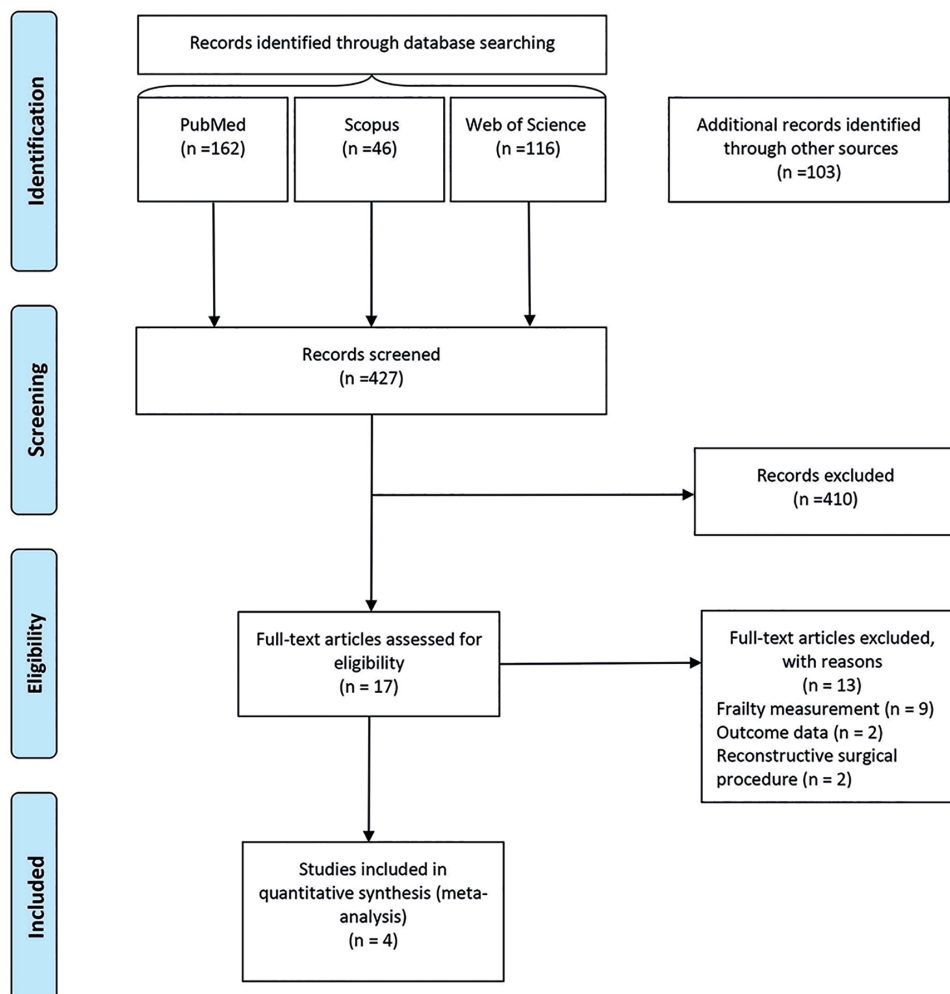 Identification
Records identified through database searching
PubMed
(n =162)
Scopus
(n =46)
Web of Science
(n =116)
Additional records identified
through other sources
(n =103)
Screening
Records screened
(n =427)
Records excluded
(n =410)
Eligibility
Full-text articles assessed for
eligibility
(n = 17)
Full-text articles excluded,
with reasons
(n = 13)
Frailty measurement (n = 9)
Outcome data (n = 2)
Reconstructive surgical
procedure (n = 2)
Included
Studies included in
quantitative synthesis (meta-
analysis)
(n = 4)